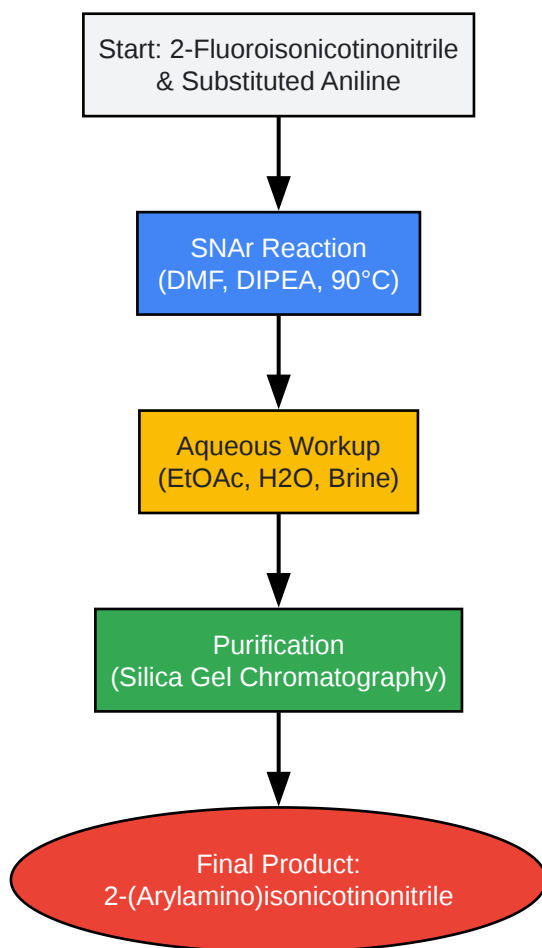 Start: 2-Fluoroisonicotinonitrile
& Substituted Aniline
SNAr Reaction
(DMF, DIPEA, 90°C)
Aqueous Workup
(EtOAc, H2O, Brine)
Purification
(Silica Gel Chromatography)
Final Product:
2-(Arylamino)isonicotinonitrile